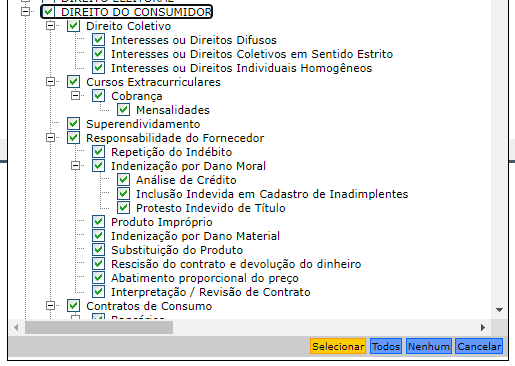 DIREITO ELEITORAL
DIREITO DO CONSUMIDOR
Direito Coletivo
Interesses ou Direitos Difusos
Interesses ou Direitos Coletivos em Sentido Estrito
Interesses ou Direitos Individuais Homogêneos
Cursos Extracurriculares
Cobrança
Mensalidades
Superendividamento
Responsabilidade do Fornecedor
Repetição do Indébito
Indenização por Dano Moral
Análise de Crédito
Inclusão Indevida em Cadastro de Inadimplentes
Protesto Indevido de Título
Produto Impróprio
Indenização por Dano Material
Substituição do Produto
Rescisão do contrato e devolução do dinheiro
Abatimento proporcional do preço
Interpretação / Revisão de Contrato
Contratos de Consumo
Bancários
Selecionar Todos Nenhum Cancelar